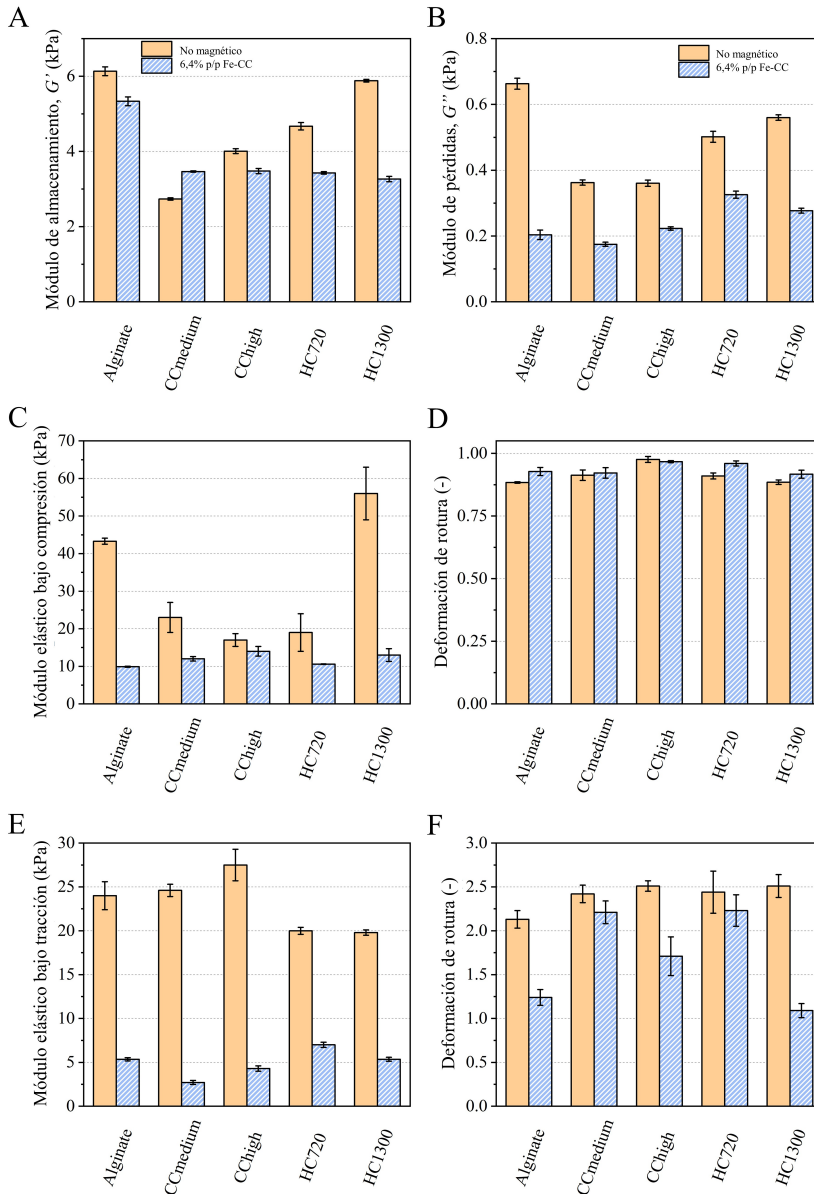 A
Módulo de almacenamiento, G’ (kPa)
6
4
2
0
No magnético
6,4% p/p Fe-CC
Alginate
CCmedium
CChigh
HC720
HC1300
B
Módulo de pérdidas, G’’ (kPa)
0.8
0.6
0.4
0.2
0.0
No magnético
6,4% p/p Fe-CC
Alginate
CCmedium
CChigh
HC720
HC1300
C
Módulo elástico bajo compresión (kPa)
70
60
50
40
30
20
10
0
Alginate
CCmedium
CChigh
HC720
HC1300
D
Deformación de rotura (-)
1.00
0.75
0.50
0.25
0.00
Alginate
CCmedium
CChigh
HC720
HC1300
E
Módulo elástico bajo tracción (kPa)
30
25
20
15
10
5
0
Alginate
CCmedium
CChigh
HC720
HC1300
F
Deformación de rotura (-)
3.0
2.5
2.0
1.5
1.0
0.5
0.0
Alginate
CCmedium
CChigh
HC720
HC1300